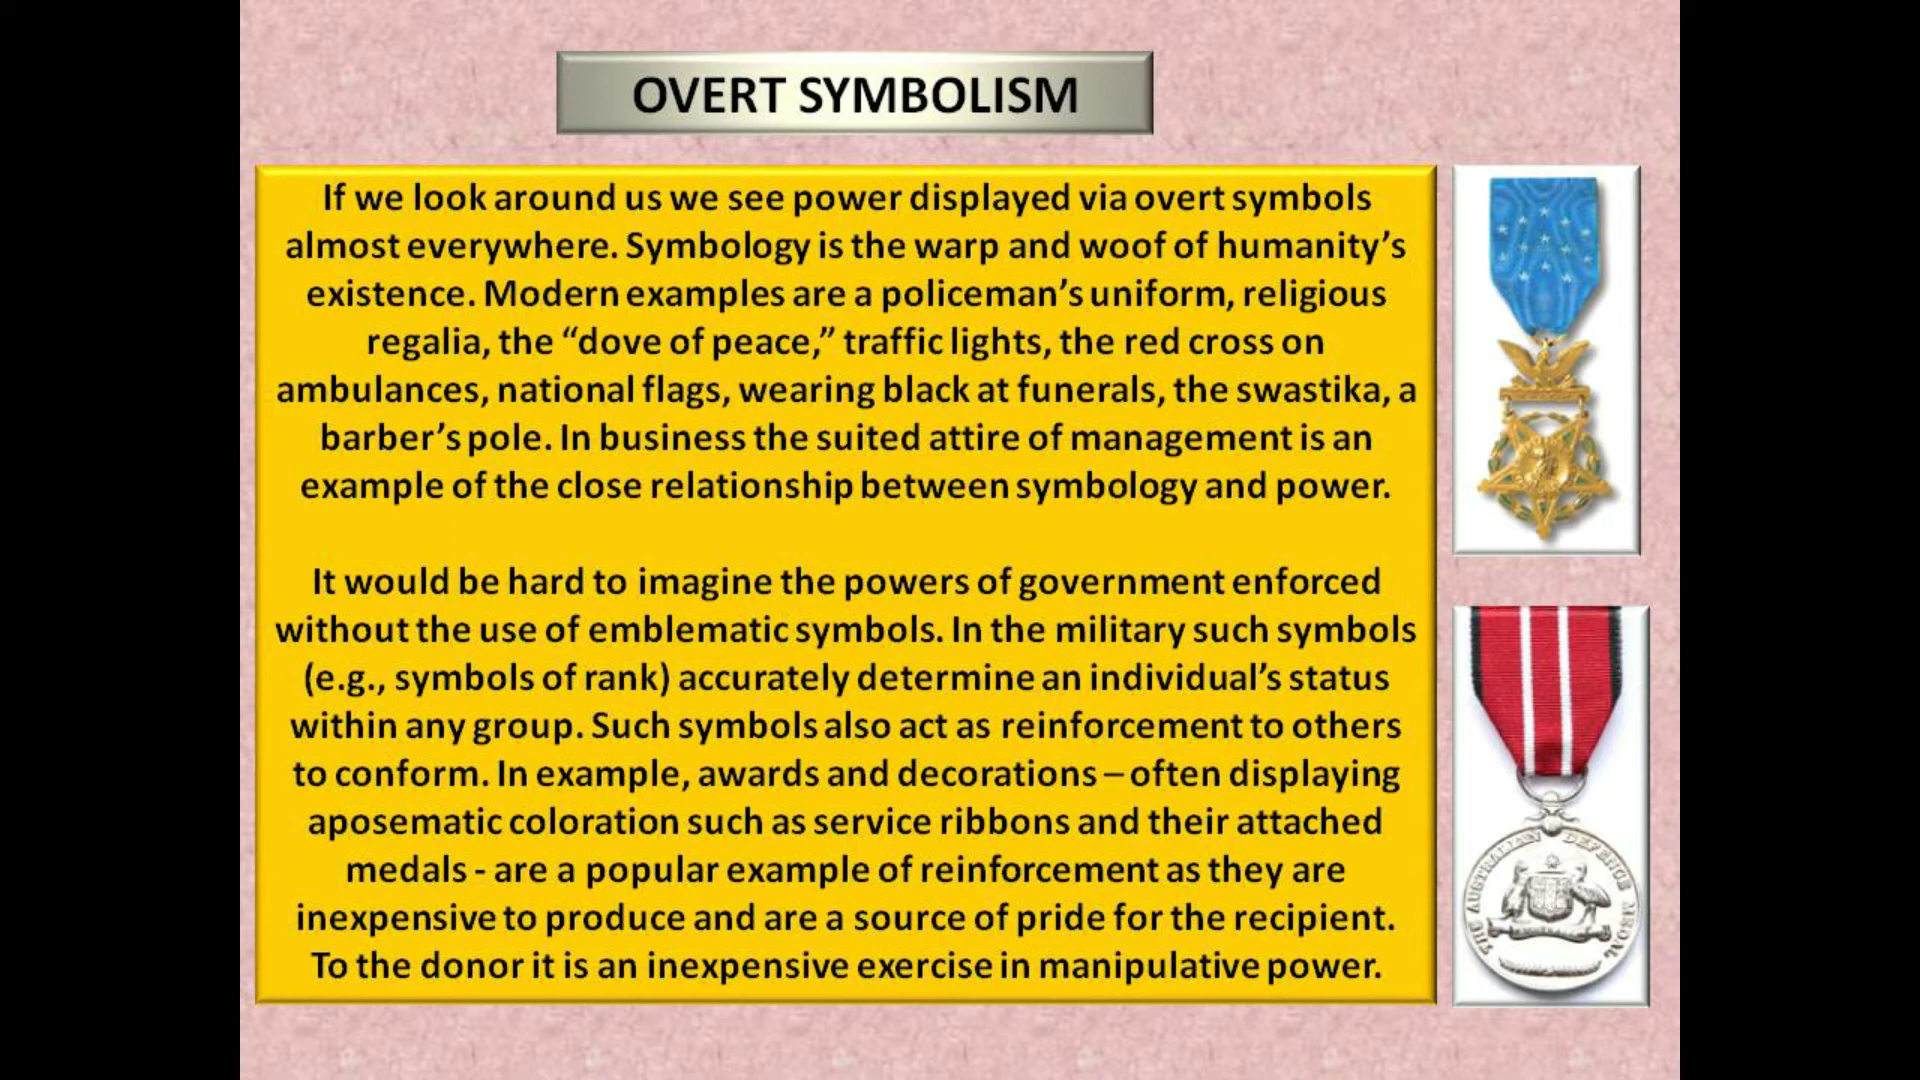 OVERT SYMBOLISM
If we look around us we see power displayed via overt symbols
almost everywhere. Symbology is the warp and woof of humanity’s
existence. Modern examples are a policeman’s uniform, religious
regalia, the “dove of peace,” traffic lights, the red cross on
ambulances, national flags, wearing black at funerals, the swastika, a
barber’s pole. In business the suited attire of management is an
example of the close relationship between symbology and power.
It would be hard to imagine the powers of government enforced
without the use of emblematic symbols. In the military such symbols
(e.g., symbols of rank) accurately determine an individual’s status
within any group. Such symbols also act as reinforcement to others
to conform. In example, awards and decorations – often displaying
aposematic coloration such as service ribbons and their attached
medals - are a popular example of reinforcement as they are
inexpensive to produce and are a source of pride for the recipient.
To the donor it is an inexpensive exercise in manipulative power.
THE AUSTRALIAN DEFENCE MEDAL